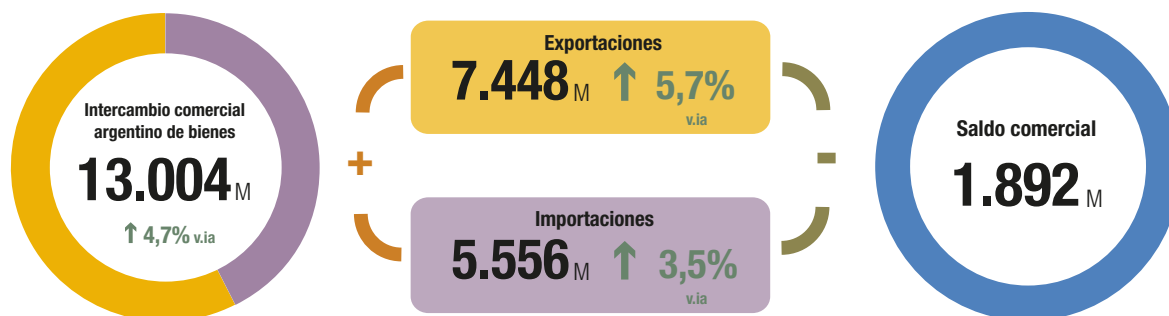 Intercambio comercial
argentino de bienes
13.004 M
↑ 4,7% v.ia
+
Exportaciones
7.448 M ↑ 5,7%
v.ia
Importaciones
5.556 M ↑ 3,5%
v.ia
-
Saldo comercial
1.892 M